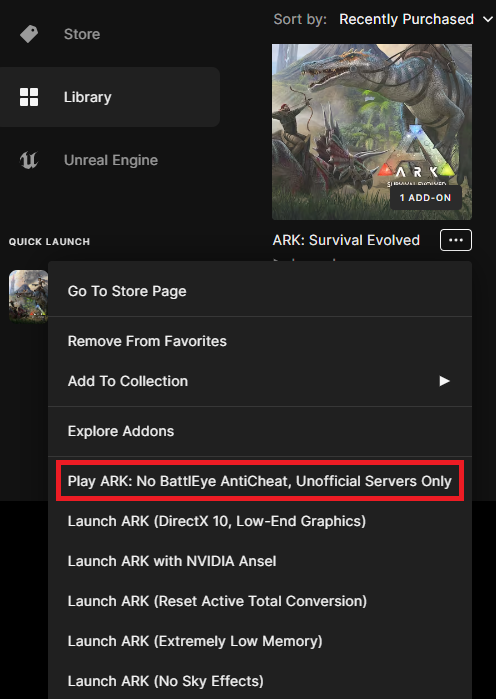 Sort by: Recently Purchased
Store
Library
Unreal Engine
ARK
SURVIVAL EVOLVED
1 ADD-ON
QUICK LAUNCH
ARK: Survival Evolved
Go To Store Page
Remove From Favorites
Add To Collection
Explore Addons
Play ARK: No BattlEye AntiCheat, Unofficial Servers Only
Launch ARK (DirectX 10, Low-End Graphics)
Launch ARK with NVIDIA Ansel
Launch ARK (Reset Active Total Conversion)
Launch ARK (Extremely Low Memory)
Launch ARK (No Sky Effects)